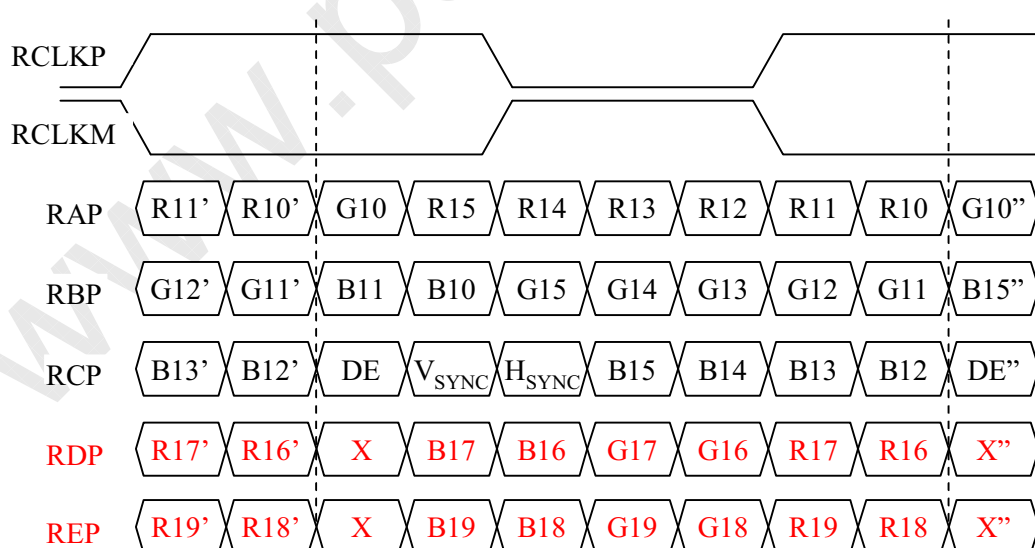 RCLKP
RCLKM
RAP R11’ R10’ G10 R15 R14 R13 R12 R11 R10 G10”
RBP G12’ G11’ B11 B10 G15 G14 G13 G12 G11 B15”
RCP B13’ B12’ DE VSYNC HSYNC B15 B14 B13 B12 DE”
RDP R17’ R16’ X B17 B16 G17 G16 R17 R16 X”
REP R19’ R18’ X B19 B18 G19 G18 R19 R18 X”
www.p